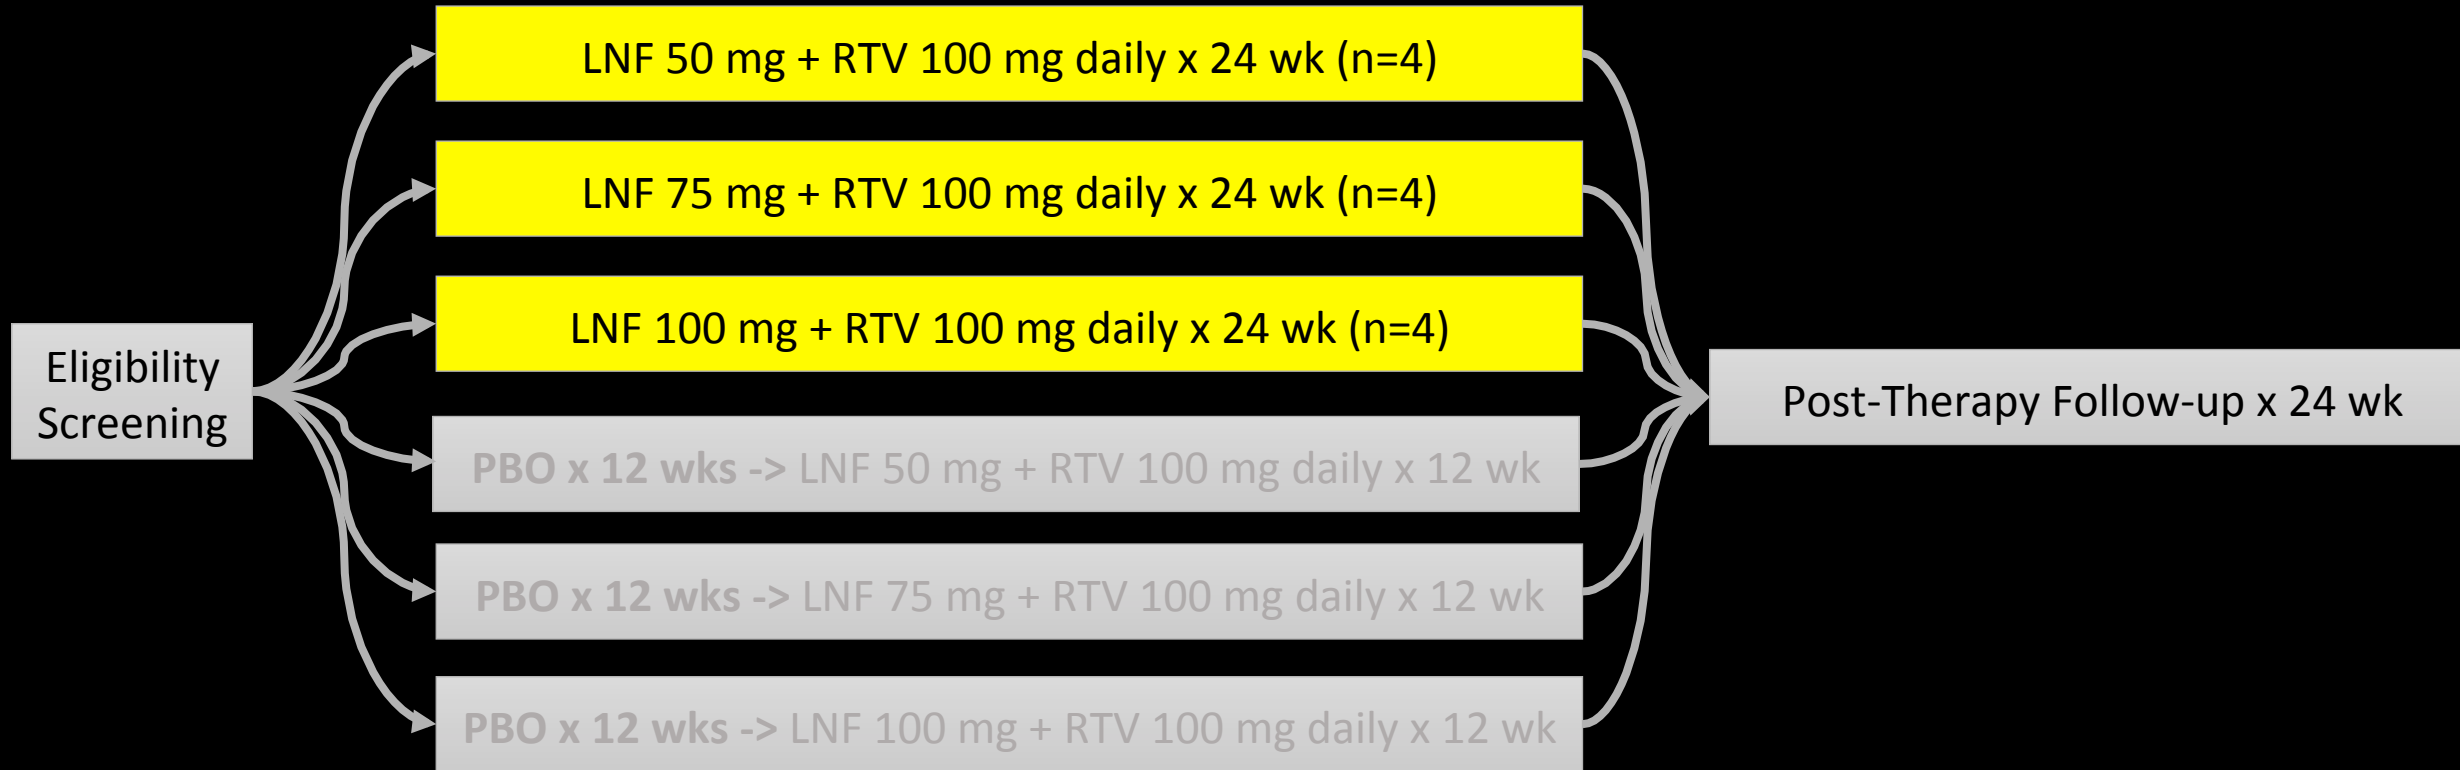 LNF 50 mg + RTV 100 mg daily x 24 wk (n=4)
LNF 75 mg + RTV 100 mg daily x 24 wk (n=4)
LNF 100 mg + RTV 100 mg daily x 24 wk (n=4)
Eligibility
Screening
Post-Therapy Follow-up x 24 wk
PBO x 12 wks -> LNF 50 mg + RTV 100 mg daily x 12 wk
PBO x 12 wks -> LNF 75 mg + RTV 100 mg daily x 12 wk
PBO x 12 wks -> LNF 100 mg + RTV 100 mg daily x 12 wk